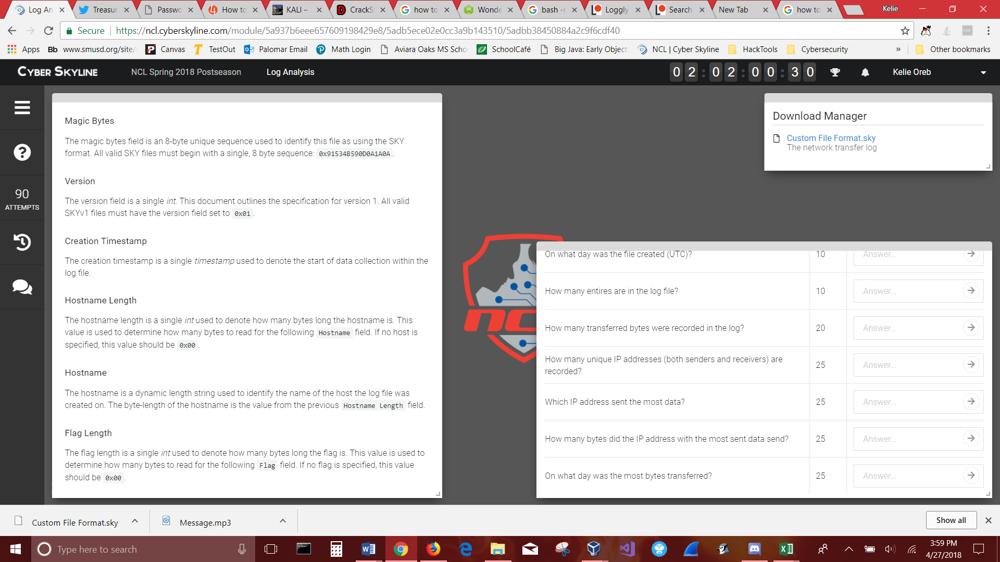 Log An
Treasur
Passwo
How to
KALI –
CrackS
how to
Wonde
bash -r
Loggly
Search
New Tab
how to
Kelie
Secure
https://ncl.cyberskyline.com/module/5a937b6eee657609198429e8/5adb5ece02e0cc3a9b143510/5adbb38450884a2c9f6cdf40
Apps
Bb www.smusd.org/site/
Canvas
TestOut
Palomar Email
Math Login
Aviara Oaks MS Scho
SchoolCafé
Big Java: Early Object
NCL | Cyber Skyline
HackTools
Cybersecurity
»
Other bookmarks
CYBER SKYLINE
NCL Spring 2018 Postseason
Log Analysis
02:02:00:30
Kelie Oreb
90
ATTEMPTS
Magic Bytes
The magic bytes field is an 8-byte unique sequence used to identify this file as using the SKY
format. All valid SKY files must begin with a single, 8 byte sequence: 0x91534B590D0A1A0A .
Version
The version field is a single int. This document outlines the specification for version 1. All valid
SKYv1 files must have the version field set to 0x01 .
Creation Timestamp
The creation timestamp is a single timestamp used to denote the start of data collection within the
log file.
Hostname Length
The hostname length is a single int used to denote how many bytes long the hostname is. This
value is used to determine how many bytes to read for the following Hostname field. If no host is
specified, this value should be 0x00 .
Hostname
The hostname is a dynamic length string used to identify the name of the host the log file was
created on. The byte-length of the hostname is the value from the previous Hostname Length field.
Flag Length
The flag length is a single int used to denote how many bytes long the flag is. This value is used to
determine how many bytes to read for the following Flag field. If no flag is specified, this value
should be 0x00 .
Download Manager
Custom File Format.sky
The network transfer log
On what day was the file created (UTC)? 10 Answer...
How many entires are in the log file? 10 Answer...
How many transferred bytes were recorded in the log? 20 Answer...
How many unique IP addresses (both senders and receivers) are
recorded? 25 Answer...
Which IP address sent the most data? 25 Answer...
How many bytes did the IP address with the most sent data send? 25 Answer...
On what day was the most bytes transferred? 25 Answer...
Custom File Format.sky
Message.mp3
Show all
Type here to search
3:59 PM
4/27/2018